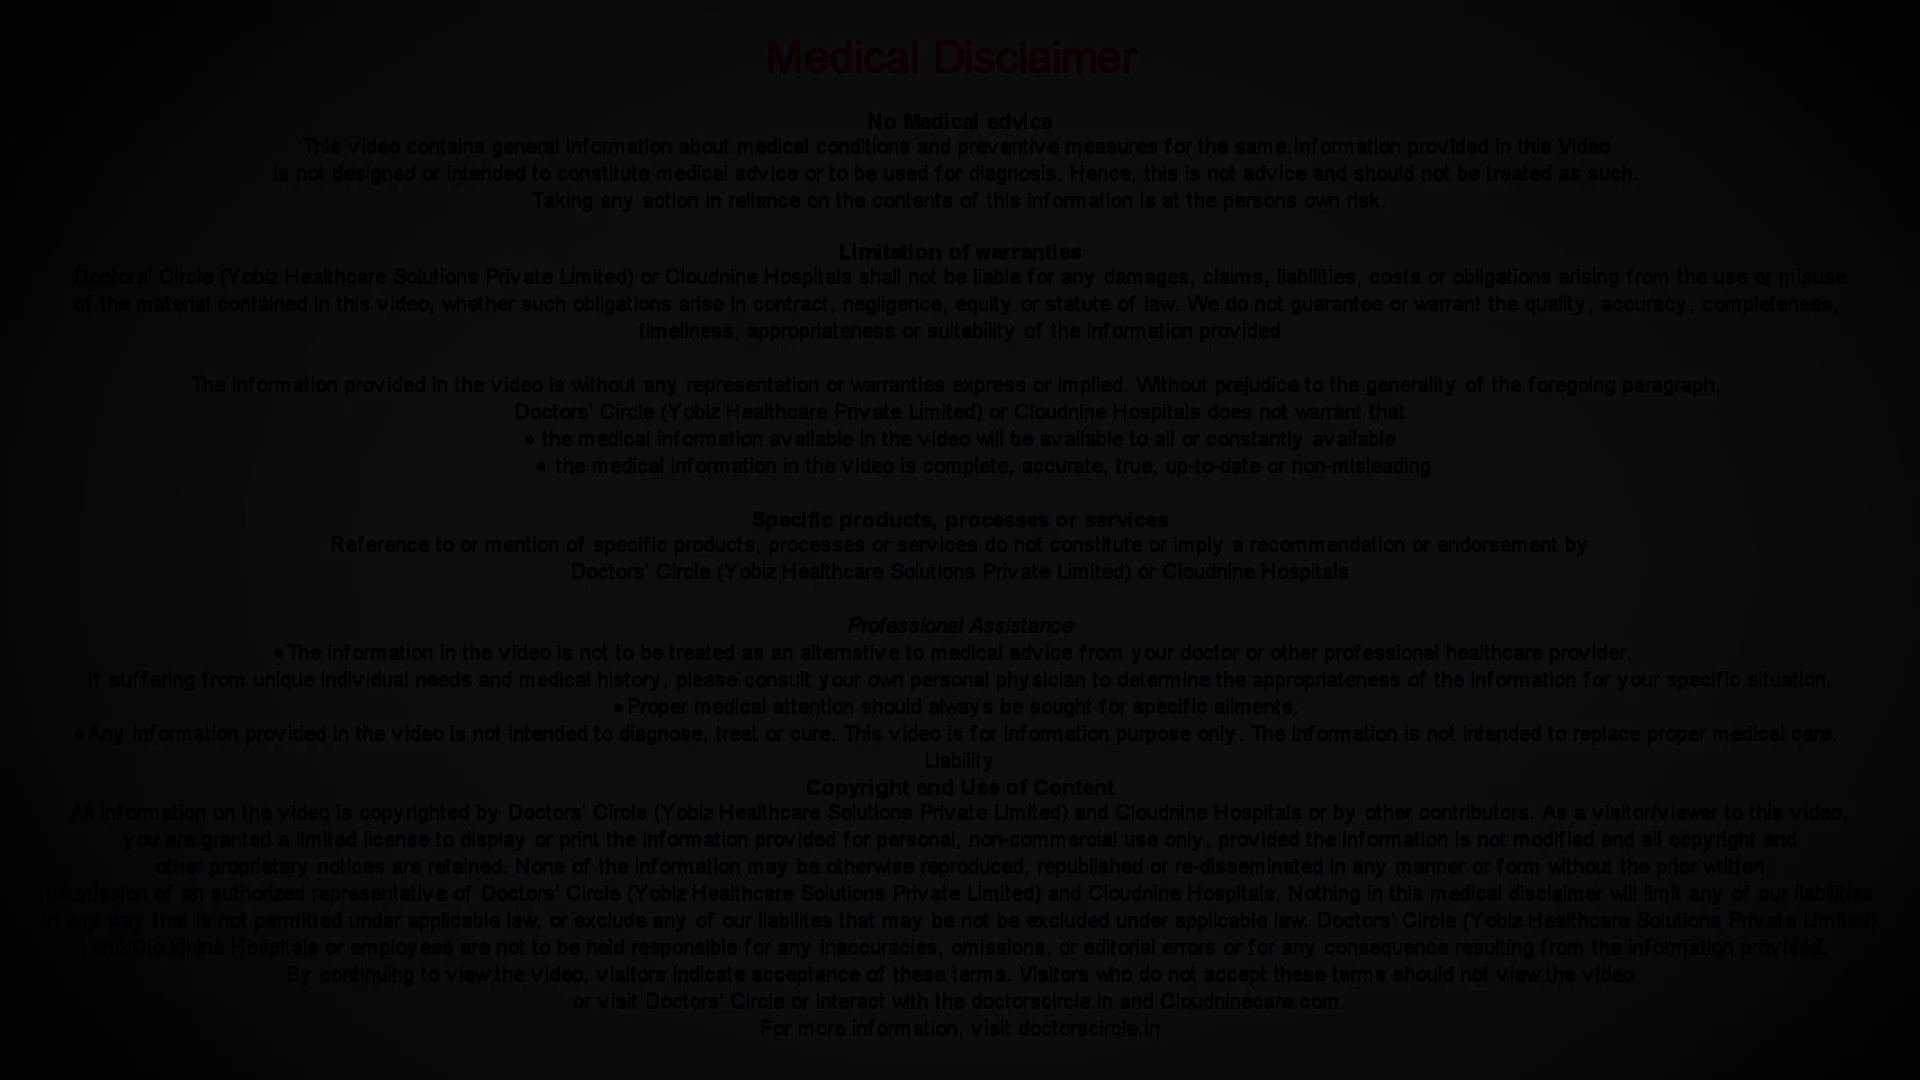 Medical Disclaimer
No Medical advice
This video contains general information about medical conditions and preventive measures for the same.Information provided in this Video
is not designed or intended to constitute medical advice or to be used for diagnosis. Hence, this is not advice and should not be treated as such.
Taking any action in reliance on the contents of this information is at the persons own risk.
Limitation of warranties
Doctors' Circle (Yobiz Healthcare Solutions Private Limited) or Cloudnine Hospitals shall not be liable for any damages, claims, liabilities, costs or obligations arising from the use or misuse
of the material contained in this video, whether such obligations arise in contract, negligence, equity or statute of law. We do not guarantee or warrant the quality, accuracy, completeness,
timeliness, appropriateness or suitability of the information provided
The information provided in the video is without any representation or warranties express or implied. Without prejudice to the generality of the foregoing paragraph,
Doctors' Circle (Yobiz Healthcare Private Limited) or Cloudnine Hospitals does not warrant that
• the medical information available in the video will be available to all or constantly available
• the medical information in the video is complete, accurate, true, up-to-date or non-misleading
Specific products, processes or services
Reference to or mention of specific products, processes or services do not constitute or imply a recommendation or endorsement by
Doctors' Circle (Yobiz Healthcare Solutions Private Limited) or Cloudnine Hospitals
Professional Assistance
•The information in the video is not to be treated as an alternative to medical advice from your doctor or other professional healthcare provider.
If suffering from unique individual needs and medical history, please consult your own personal physician to determine the appropriateness of the information for your specific situation.
•Proper medical attention should always be sought for specific ailments.
•Any information provided in the video is not intended to diagnose, treat or cure. This video is for information purpose only. The information is not intended to replace proper medical care.
Liability
Copyright and Use of Content
All information on the video is copyrighted by Doctors' Circle (Yobiz Healthcare Solutions Private Limited) and Cloudnine Hospitals or by other contributors. As a visitor/viewer to this video,
you are granted a limited license to display or print the information provided for personal, non-commercial use only, provided the information is not modified and all copyright and
other proprietary notices are retained. None of the information may be otherwise reproduced, republished or re-disseminated in any manner or form without the prior written
permission of an authorized representative of Doctors' Circle (Yobiz Healthcare Solutions Private Limited) and Cloudnine Hospitals. Nothing in this medical disclaimer will limit any of our liabilities
in any way that is not permitted under applicable law, or exclude any of our liabilites that may be not be excluded under applicable law. Doctors' Circle (Yobiz Healthcare Solutions Private Limited)
and Cloudnine Hospitals or employees are not to be held responsible for any inaccuracies, omissions, or editorial errors or for any consequence resulting from the information provided.
By continuing to view the video, visitors indicate acceptance of these terms. Visitors who do not accept these terms should not view the video
or visit Doctors' Circle or interact with the doctorscircle.in and Cloudninecare.com.
For more information, visit doctorscircle.in